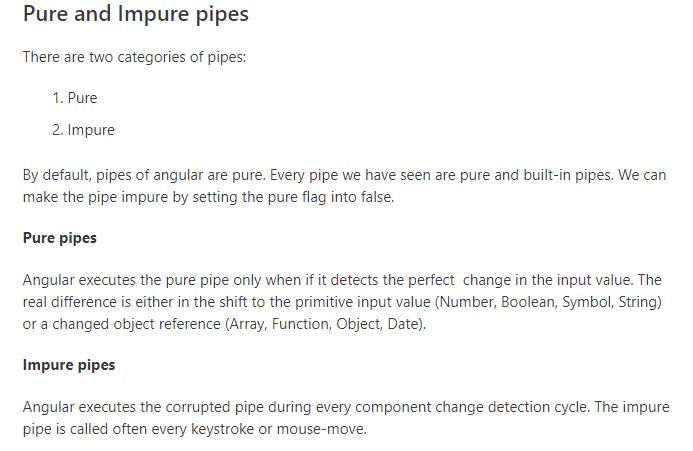 Pure and Impure pipes
There are two categories of pipes:
1. Pure
2. Impure
By default, pipes of angular are pure. Every pipe we have seen are pure and built-in pipes. We can
make the pipe impure by setting the pure flag into false.
Pure pipes
Angular executes the pure pipe only when if it detects the perfect  change in the input value. The
real difference is either in the shift to the primitive input value (Number, Boolean, Symbol, String)
or a changed object reference (Array, Function, Object, Date).
Impure pipes
Angular executes the corrupted pipe during every component change detection cycle. The impure
pipe is called often every keystroke or mouse-move.